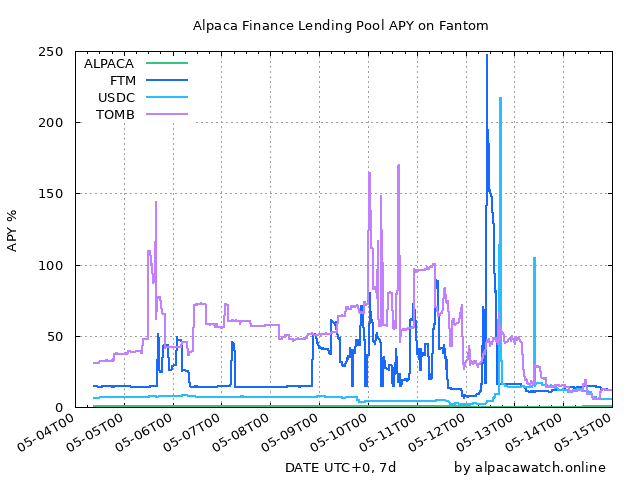 Alpaca Finance Lending Pool APY on Fantom
250
200
150
100
50
0
APY %
ALPACA
FTM
USDC
TOMB
05-04T00
05-05T00
05-06T00
05-07T00
05-08T00
05-09T00
05-10T00
05-11T00
05-12T00
05-13T00
05-14T00
05-15T00
DATE UTC+0, 7d
by alpacawatch.online